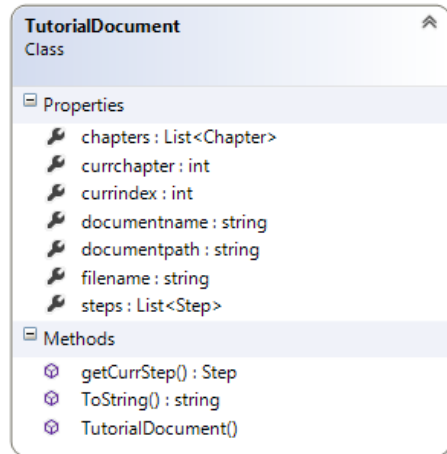 TutorialDocument
Class
Properties
chapters : List<Chapter>
currchapter : int
currindex : int
documentname : string
documentpath : string
filename : string
steps : List<Step>
Methods
getCurrStep() : Step
ToString() : string
TutorialDocument()